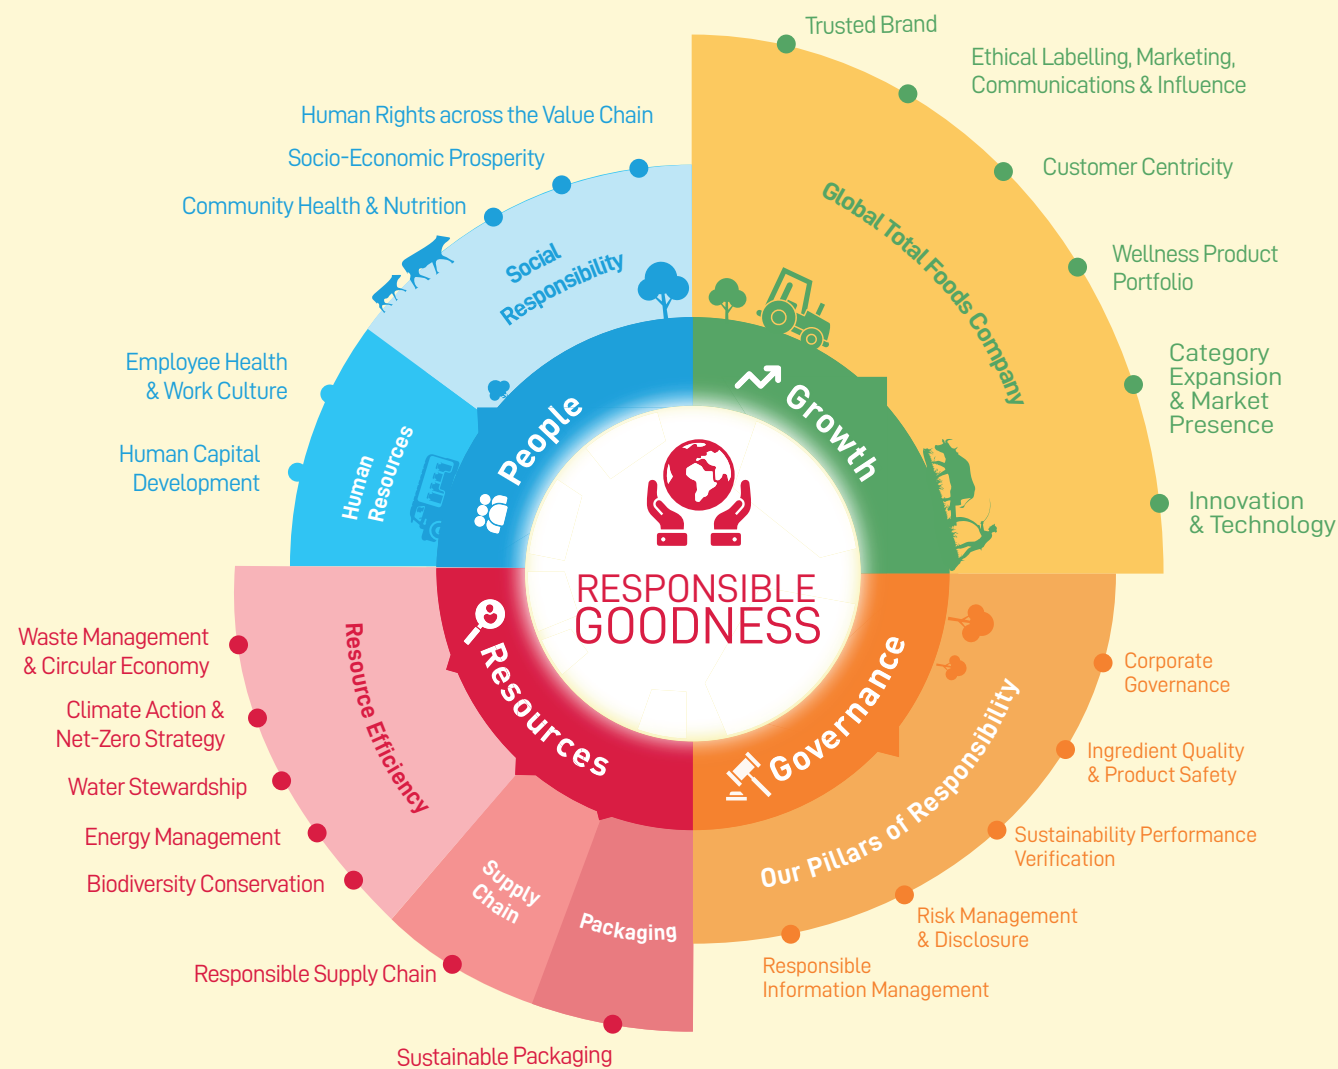 Trusted Brand
Ethical Labelling, Marketing,
Communications & Influence
Customer Centricity
Wellness Product
Portfolio
Category
Expansion
& Market
Presence
Innovation
& Technology
Global Total Foods Company
Growth
Human Rights across the Value Chain
Socio-Economic Prosperity
Community Health & Nutrition
Social
Responsibility
Employee Health
& Work Culture
Human Capital
Development
Human
Resources
People
RESPONSIBLE
GOODNESS
Waste Management
& Circular Economy
Climate Action &
Net-Zero Strategy
Water Stewardship
Energy Management
Biodiversity Conservation
Resource Efficiency
Resources
Supply
Chain
Packaging
Responsible Supply Chain
Sustainable Packaging
Governance
Our Pillars of Responsibility
Corporate
Governance
Ingredient Quality
& Product Safety
Sustainability Performance
Verification
Risk Management
& Disclosure
Responsible
Information Management